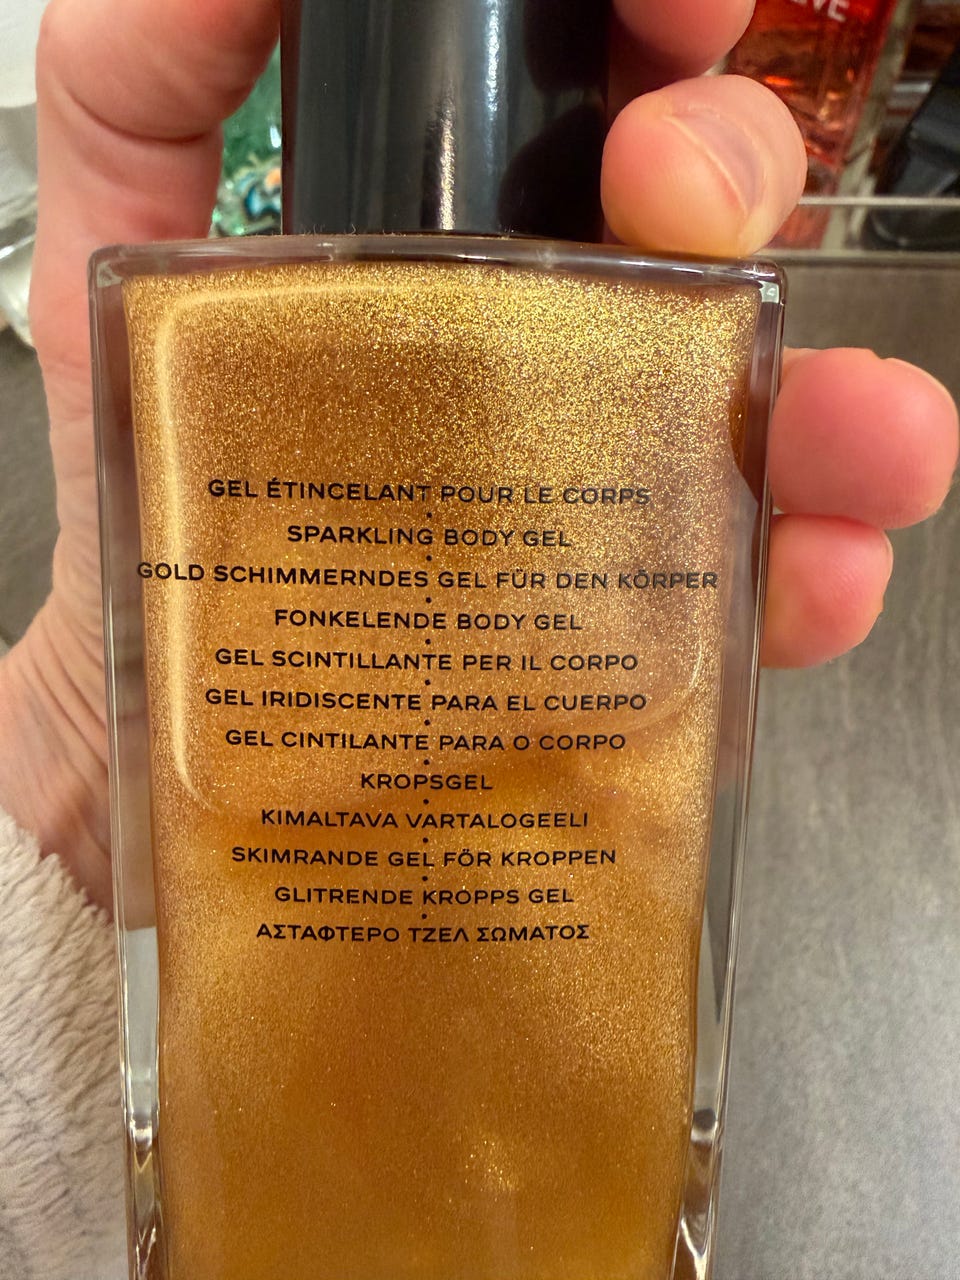 GEL ÉTINCELANT POUR LE CORPS
SPARKLING BODY GEL
GOLD SCHIMMERNDES GEL FÜR DEN KÖRPER
FONKELENDE BODY GEL
GEL SCINTILLANTE PER IL CORPO
GEL IRIDISCENTE PARA EL CUERPO
GEL CINTILANTE PARA O CORPO
KROPSGEL
KIMALTAVA VARTALOGEELI
SKIMRANDE GEL FÖR KROPPEN
GLITRENDE KROPPS GEL
ΑΣΤΑΦΤΕΡΟ ΤΖΕΛ ΣΩΜΑΤΟΣ